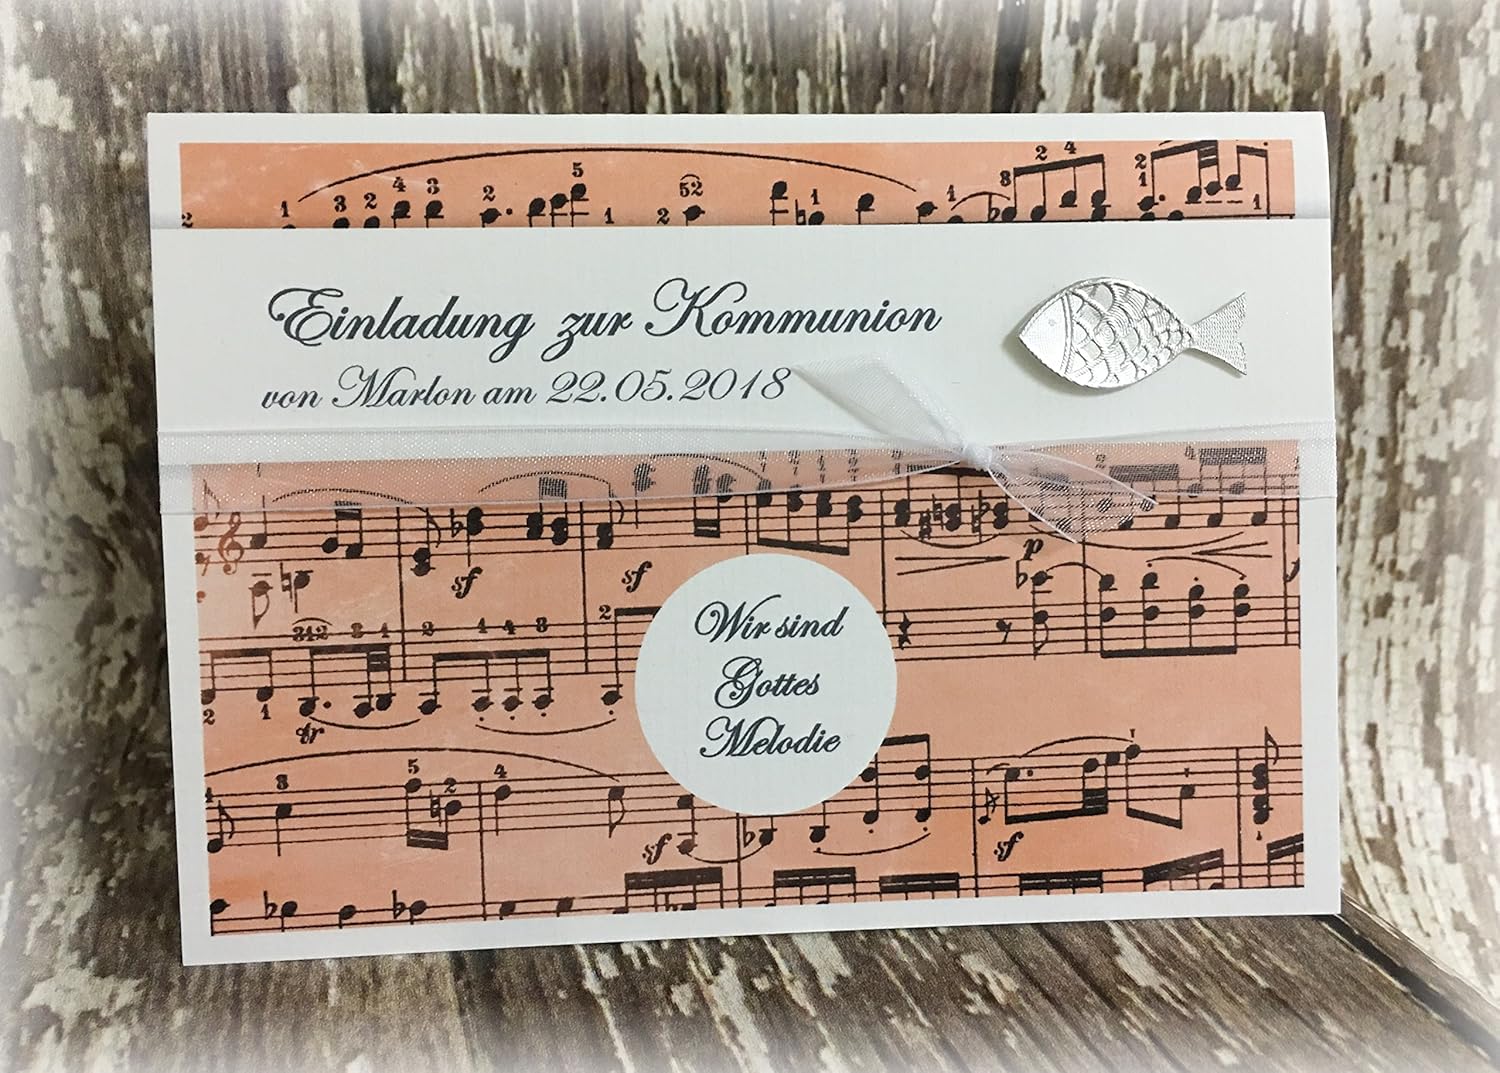 Einladung zur Kommunion
von Marlon am 22.05.2018
Wir sind
Gottes
Melodie